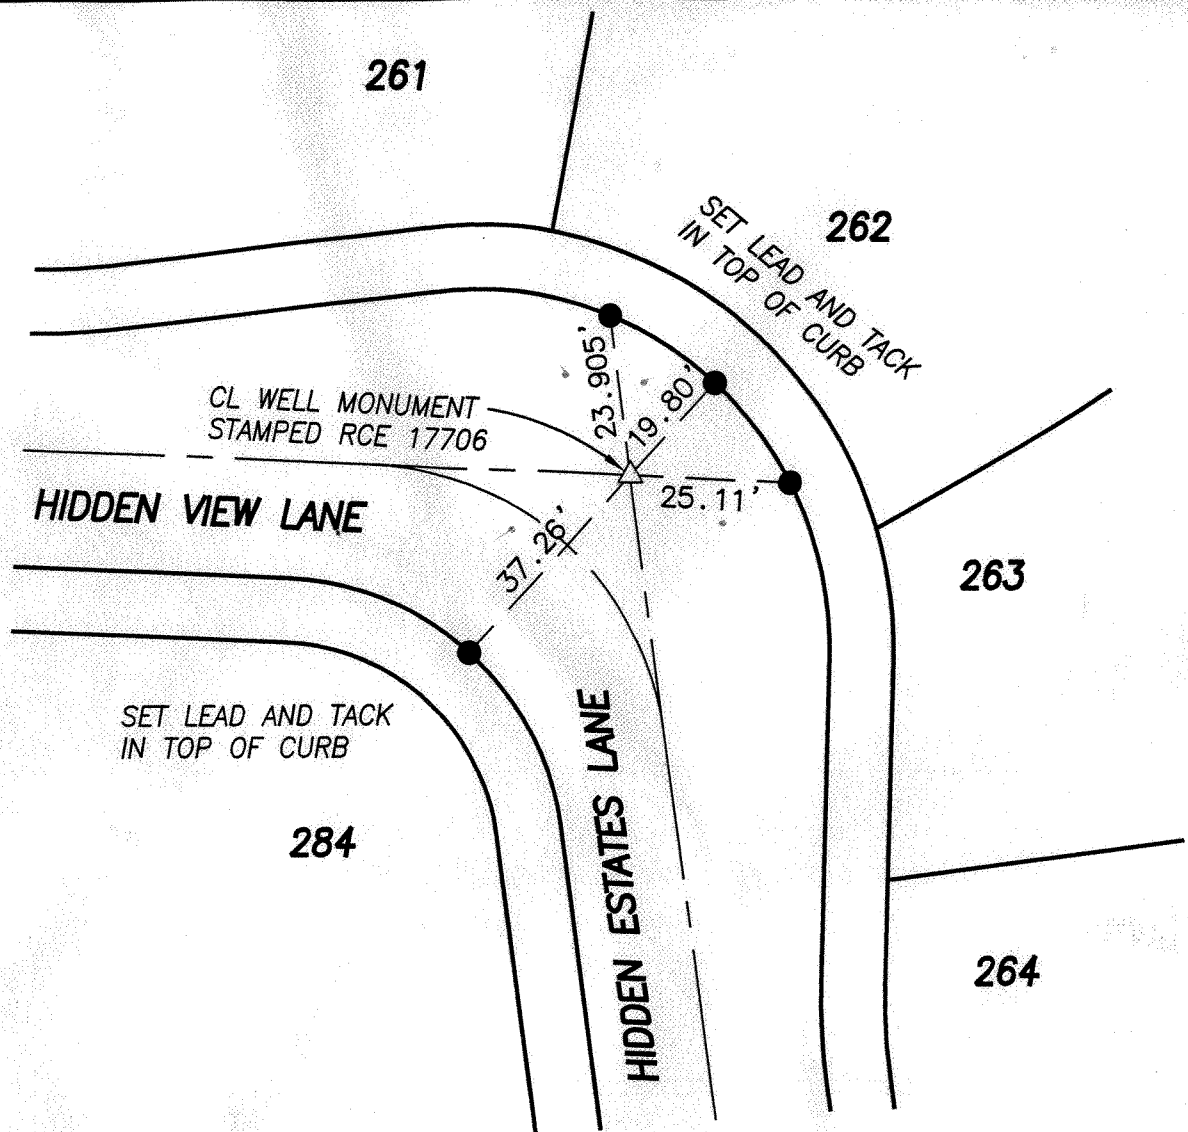 261
262
SET LEAD AND TACK
IN TOP OF CURB
23.905'
19.80'
CL WELL MONUMENT
STAMPED RCE 17706
25.11'
HIDDEN VIEW LANE
37.26'
263
SET LEAD AND TACK
IN TOP OF CURB
284
HIDDEN ESTATES LANE
264